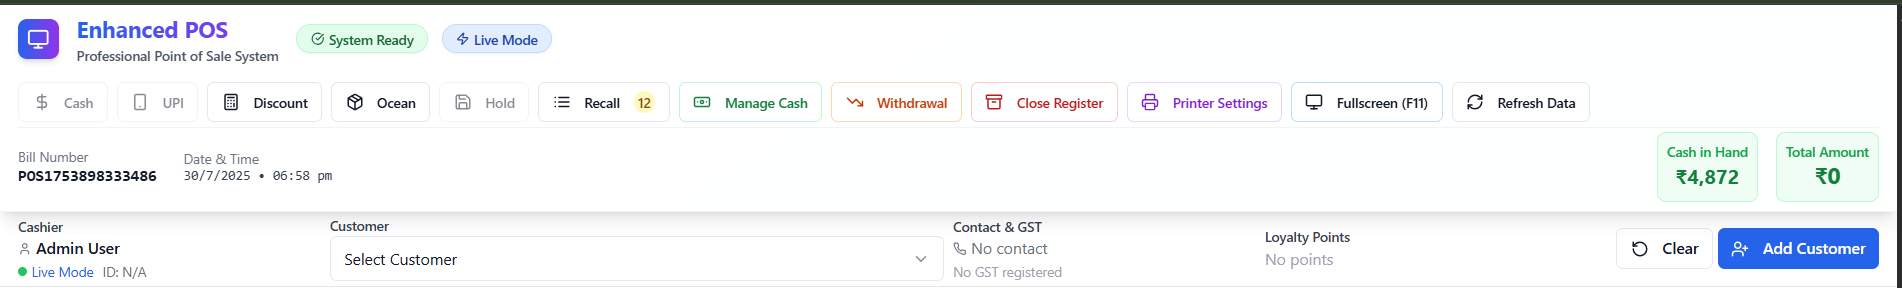 Enhanced POS
Professional Point of Sale System
System Ready
Live Mode
Cash
UPI
Discount
Ocean
Hold
Recall 12
Manage Cash
Withdrawal
Close Register
Printer Settings
Fullscreen (F11)
Refresh Data
Bill Number
POS1753898333486
Date & Time
30/7/2025 • 06:58 pm
Cash in Hand
₹4,872
Total Amount
₹0
Cashier
Admin User
Live Mode ID: N/A
Customer
Select Customer
Contact & GST
No contact
No GST registered
Loyalty Points
No points
Clear
Add Customer